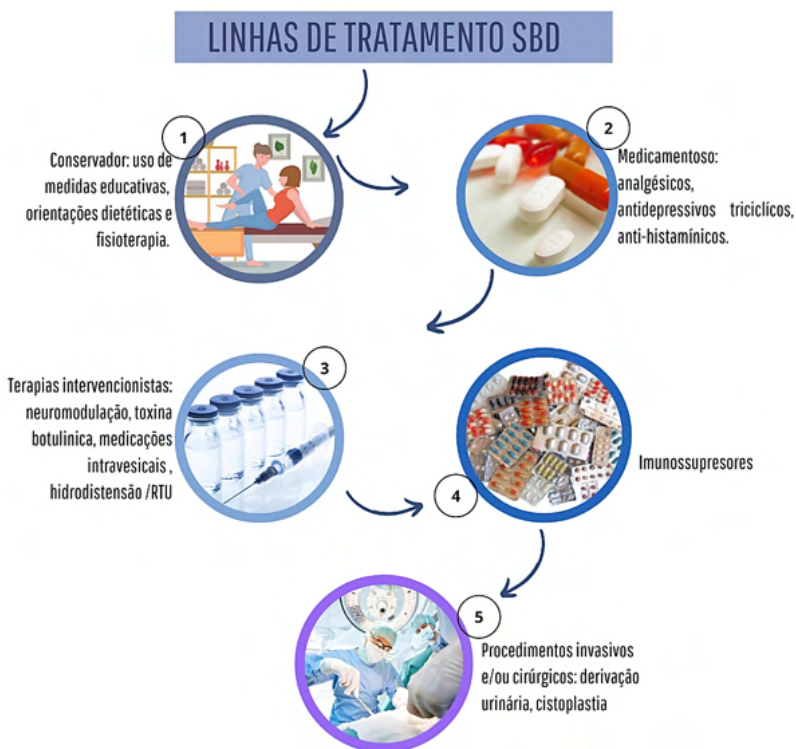 LINHAS DE TRATAMENTO SBD
1
Conservador: uso de
medidas educativas,
orientações dietéticas e
fisioterapia.
2
Medicamentoso:
analgésicos,
antidepressivos triciclícos,
anti-histamínicos.
3
Terapias intervencionistas:
neuromodulação, toxina
botulinica, medicações
intravesicais ,
hidrodistensão /RTU
4
Imunossupresores
5
Procedimentos invasivos
e/ou cirúrgicos: derivação
urinária, cistoplastia